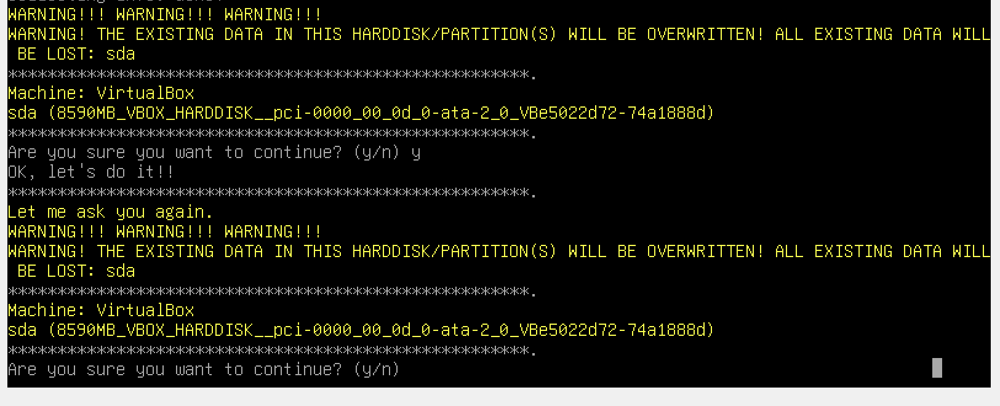 WARNING!!! WARNING!!! WARNING!!!
WARNING! THE EXISTING DATA IN THIS HARDDISK/PARTITION(S) WILL BE OVERWRITTEN! ALL EXISTING DATA WILL
BE LOST: sda
*****************************************************.
Machine: VirtualBox
sda (8590MB_VBOX_HARDDISK__pci-0000_00_0d_0-ata-2_0_VBe5022d72-74a1888d)
*****************************************************.
Are you sure you want to continue? (y/n) y
OK, let's do it!!
*****************************************************.
Let me ask you again.
WARNING!!! WARNING!!! WARNING!!!
WARNING! THE EXISTING DATA IN THIS HARDDISK/PARTITION(S) WILL BE OVERWRITTEN! ALL EXISTING DATA WILL
BE LOST: sda
*****************************************************.
Machine: VirtualBox
sda (8590MB_VBOX_HARDDISK__pci-0000_00_0d_0-ata-2_0_VBe5022d72-74a1888d)
*****************************************************.
Are you sure you want to continue? (y/n)